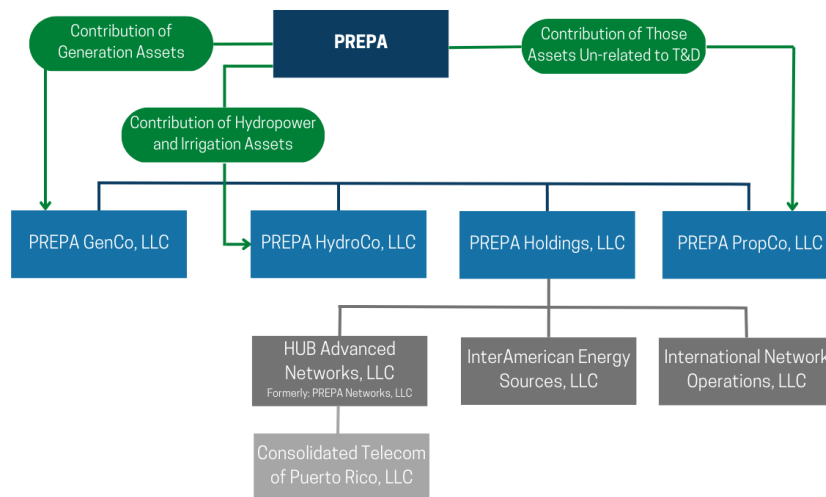 Contribution of
Generation Assets
PREPA
Contribution of Those
Assets Un-related to T&D
Contribution of Hydropower
and Irrigation Assets
PREPA GenCo, LLC
PREPA HydroCo, LLC
PREPA Holdings, LLC
PREPA PropCo, LLC
HUB Advanced
Networks, LLC
Formerly: PREPA Networks, LLC
InterAmerican Energy
Sources, LLC
International Network
Operations, LLC
Consolidated Telecom
of Puerto Rico, LLC